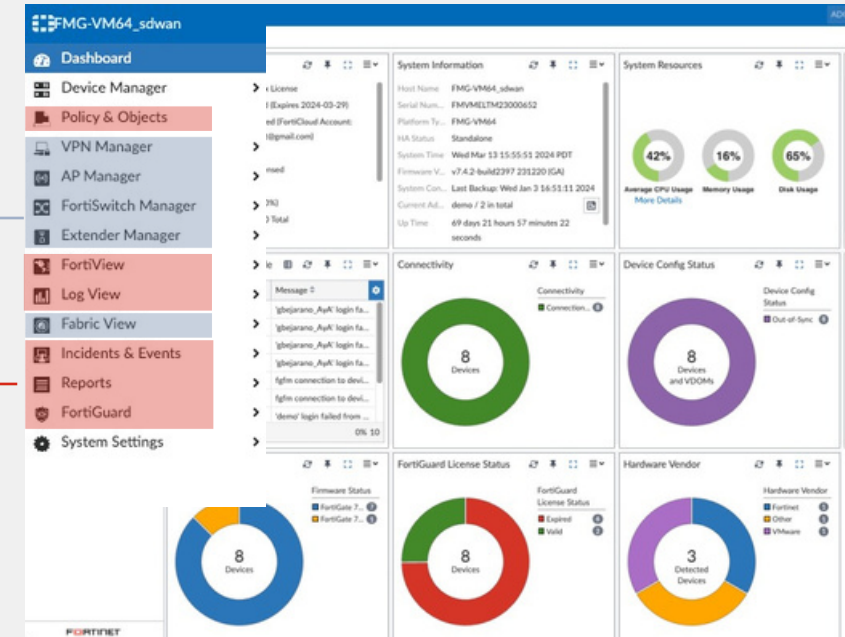 FMG-VM64_sdwan
ADM
Dashboard
Device Manager
Policy & Objects
VPN Manager
AP Manager
FortiSwitch Manager
Extender Manager
FortiView
Log View
Fabric View
Incidents & Events
Reports
FortiGuard
System Settings
FORTINET
License
(Expires 2024-03-29)
(FortiCloud Account:
@gmail.com)
Total
System Information
Host Name FMG-VM64_sdwan
Serial Num... FMVMELTM23000652
Platform Ty... FMG-VM64
HA Status Standalone
System Time Wed Mar 13 15:55:51 2024 PDT
Firmware V... v7.4.2-build2397 231220 (GA)
System Con... Last Backup: Wed Jan 3 16:51:11 2024
Current Ad... demo / 2 in total
Up Time 69 days 21 hours 57 minutes 22
seconds
System Resources
42%
16%
65%
Average CPU Usage
Memory Usage
Disk Usage
More Details
Message
'gbejarano_AyA' login fa...
'gbejarano_AyA' login fa...
'gbejarano_AyA' login fa...
'gbejarano_AyA' login fa...
fgfm connection to devi...
fgfm connection to devi...
'demo' login failed from ...
0% 10
Connectivity
Connectivity
Connection...
8
Devices
Device Config Status
Device Config
Status
Out-of-Sync
8
Devices
and VDOMs
Firmware Status
FortiGate 7...
FortiGate 7...
8
Devices
FortiGuard License Status
FortiGuard
License Status
Expired
Valid
8
Devices
Hardware Vendor
Hardware Vendor
Fortinet
Other
VMware
3
Detected
Devices